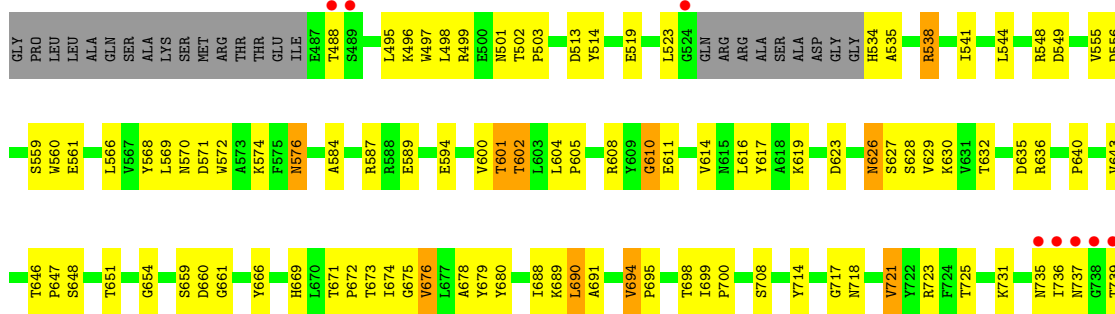 GLY PRO LEU LEU ALA GLN SER ALA LYS SER MET ARG THR THR GLU ILE E487 T488 S489 L495 K496 W497 L498 R499 E500 N501 T502 P503 D513 Y514 E519 L523 G524 GLN ARG ARG ALA SER ALA ASP GLY GLY H534 A535 R538 I541 L544 R548 D549 V555 D556
S559 W560 E561 L566 V567 Y568 L569 N570 D571 W572 A573 K574 F575 N576 A584 R587 R588 E589 E594 V600 T601 T602 L603 L604 P605 R608 Y609 G610 E611 V614 N615 L616 Y617 A618 K619 D623 N626 S627 S628 V629 K630 V631 T632 D635 R636 P640 V643
T646 P647 S648 T651 G654 S659 D660 G661 Y666 H669 L670 T671 P672 T673 I674 G675 V676 L677 A678 Y679 Y680 I688 K689 L690 A691 V694 P695 T698 I699 P700 S708 Y714 G717 N718 V721 Y722 R723 F724 T725 K731 N735 I736 N737 G738 T739